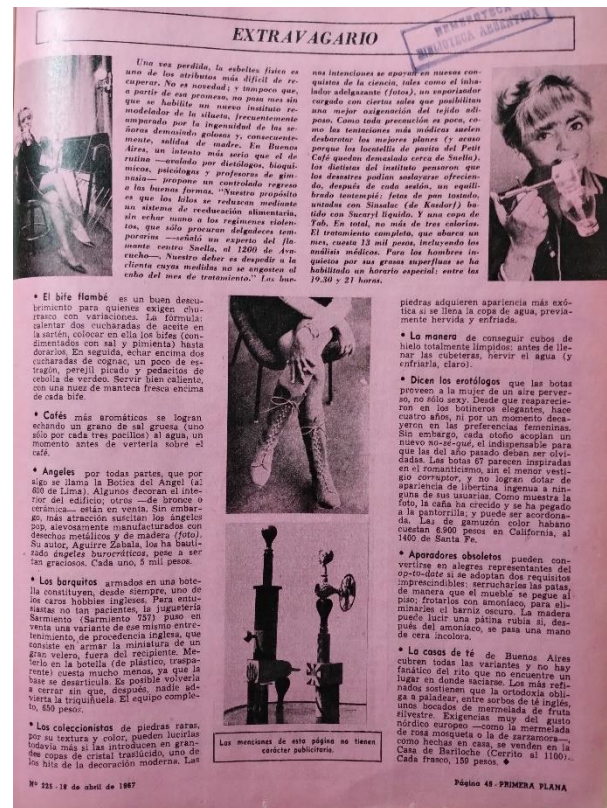 EXTRAVAGARIO
HEMEROTECA
BIBLIOTECA ARGENTINA
Una vez perdida, la esbeltez física es
uno de los atributos más difícil de re-
cuperar. No es novedad; y tampoco que,
a partir de esa promesa, no pasa mes sin
que se habilite un nuevo instituto re-
modelador de la silueta, frecuentemente
amparado por la ingenuidad de las se-
ñoras demasiado golosas y, consecuente-
mente, salidas de madre. En Buenos
Aires, un intento más serio que el de
rutina —avalado por dietólogos, bioquí-
micos, psicólogos y profesores de gim-
nasia— propone un controlado regreso
a las buenas formas. "Nuestro propósito
es que los kilos se reduzcan mediante
un sistema de reeducación alimentaria,
sin echar mano a los regímenes violen-
tos, que sólo procuran delgadeces tem-
porarias —señaló un experto del fla-
mante centro Snella, al 1200 de Aya-
cucho—. Nuestro deber es despedir a la
clienta cuyas medidas no se angosten al
cabo del mes de tratamiento." Las bue-
nas intenciones se apoyan en nuevas con-
quistas de la ciencia, tales como el inha-
lador adelgazante (fotos), un vaporizador
cargado con ciertas sales que posibilitan
una mejor oxigenación del tejido adi-
poso. Como toda precaución es poca, co-
mo las tentaciones más módicas suelen
desbaratar los mejores planes (y acaso
porque los locatellis de pavita del Petit
Café quedan demasiado cerca de Snella),
los dietistas del instituto pensaron que
los desastres podían soslayarse ofrecien-
do, después de cada sesión, un equili-
brado tentempié: fetas de pan tostado,
untadas con Sinsulac (de Kasdorf) ba-
tido con Sucaryl líquido. Y una copa de
Tab. En total, no más de tres calorías.
El tratamiento completo, que abarca un
mes, cuesta 13 mil pesos, incluyendo los
análisis médicos. Para los hombres in-
quietos por sus grasas superfluas se ha
habilitado un horario especial: entre las
19.30 y 21 horas.
• El bife flambé es un buen descu-
brimiento para quienes exigen chu-
rrasco con variaciones. La fórmula:
calentar dos cucharadas de aceite en
la sartén, colocar en ella los bifes (con-
dimentados con sal y pimienta) hasta
dorarlos. En seguida, echar encima dos
cucharadas de cognac, un poco de es-
tragón, perejil picado y pedacitos de
cebolla de verdeo. Servir bien caliente,
con una nuez de manteca fresca encima
de cada bife.
• Cafés más aromáticos se logran
echando un grano de sal gruesa (uno
sólo por cada tres pocillos) al agua, un
momento antes de verterla sobre el
café.
• Angeles por todas partes, que por
algo se llama la Botica del Angel (al
600 de Lima). Algunos decoran el inte-
rior del edificio; otros —de bronce o
cerámica— están en venta. Sin embar-
go, más atracción suscitan los ángeles
pop, alevosamente manufacturados con
desechos metálicos y de madera (foto).
Su autor, Aguirre Zabala, los ha bauti-
zado ángeles burocráticos, pese a ser
tan graciosos. Cada uno, 5 mil pesos.
• Los barquitos armados en una bote-
lla constituyen, desde siempre, uno de
los caros hobbies ingleses. Para entu-
siastas no tan pacientes, la juguetería
Sarmiento (Sarmiento 757) puso en
venta una variante de ese mismo entre-
tenimiento, de procedencia inglesa, que
consiste en armar la miniatura de un
gran velero, fuera del recipiente. Me-
terlo en la botella (de plástico, traspa-
rente) cuesta mucho menos, ya que la
base se desarticula. Es posible volverla
a cerrar sin que, después, nadie ad-
vierta la triquiñuela. El equipo comple-
to, 650 pesos.
• Los coleccionistas de piedras raras,
por su textura y color, pueden lucirlas
todavía más si las introducen en gran-
des copas de cristal traslúcido, uno de
los hits de la decoración moderna. Las
Las menciones de esta página no tienen
carácter publicitario.
piedras adquieren apariencia más exó-
tica si se llena la copa de agua, previa-
mente hervida y enfriada.
• La manera de conseguir cubos de
hielo totalmente límpidos: antes de lle-
nar las cubeteras, hervir el agua (y
enfriarla, claro).
• Dicen los erotólogos que las botas
proveen a la mujer de un aire perver-
so, no sólo sexy. Desde que reaparecie-
ron en los botineros elegantes, hace
cuatro años, ni por un momento deca-
yeron en las preferencias femeninas.
Sin embargo, cada otoño acoplan un
nuevo no-sé-qué, el indispensable para
que las del año pasado deban ser olvi-
dadas. Las botas 67 parecen inspiradas
en el romanticismo, sin el menor vesti-
gio corruptor, y no logran dotar de
apariencia de libertina ingenua a nin-
guna de sus usuarias. Como muestra la
foto, la caña ha crecido y se ha pegado
a la pantorrilla; y puede ser acordona-
da. Las de gamuzón color habano
cuestan 6.900 pesos en California, al
1400 de Santa Fe.
• Aparadores obsoletos pueden con-
vertirse en alegres representantes del
op-to-date si se adoptan dos requisitos
imprescindibles: serrucharles las patas,
de manera que el mueble se pegue al
piso; frotarlos con amoníaco, para eli-
minarles el barniz oscuro. La madera
puede lucir una pátina rubia si, des-
pués del amoníaco, se pasa una mano
de cera incolora.
• La casas de té de Buenos Aires
cubren todas las variantes y no hay
fanático del rito que no encuentre un
lugar en donde saciarse. Los más refi-
nados sostienen que la ortodoxia obli-
ga a paladear, entre sorbos de té inglés,
unos bocados de mermelada de fruta
silvestre. Exigencias muy del gusto
nórdico europeo —como la mermelada
de rosa mosqueta o la de zarzamora—,
como hechas en casa, se venden en la
Casa de Bariloche (Cerrito al 1100).
Cada frasco, 159 pesos. ◆
Nº 225 - 18 de abril de 1967
Página 49 - PRIMERA PLANA